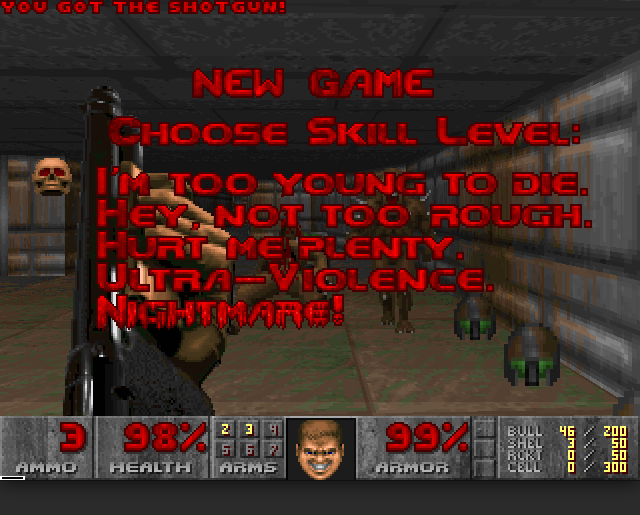 YOU GOT THE SHOTGUN!
NEW GAME
CHOOSE SKILL LEVEL:
I'M TOO YOUNG TO DIE.
HEY, NOT TOO ROUGH.
HURT ME PLENTY.
ULTRA-VIOLENCE.
NIGHTMARE!
3 98% 2 3 4 99% BULL 46 / 200
5 6 7 SHEL 3 / 50
RCKT 0 / 50
AMMO HEALTH ARMS ARMOR CELL 0 / 300